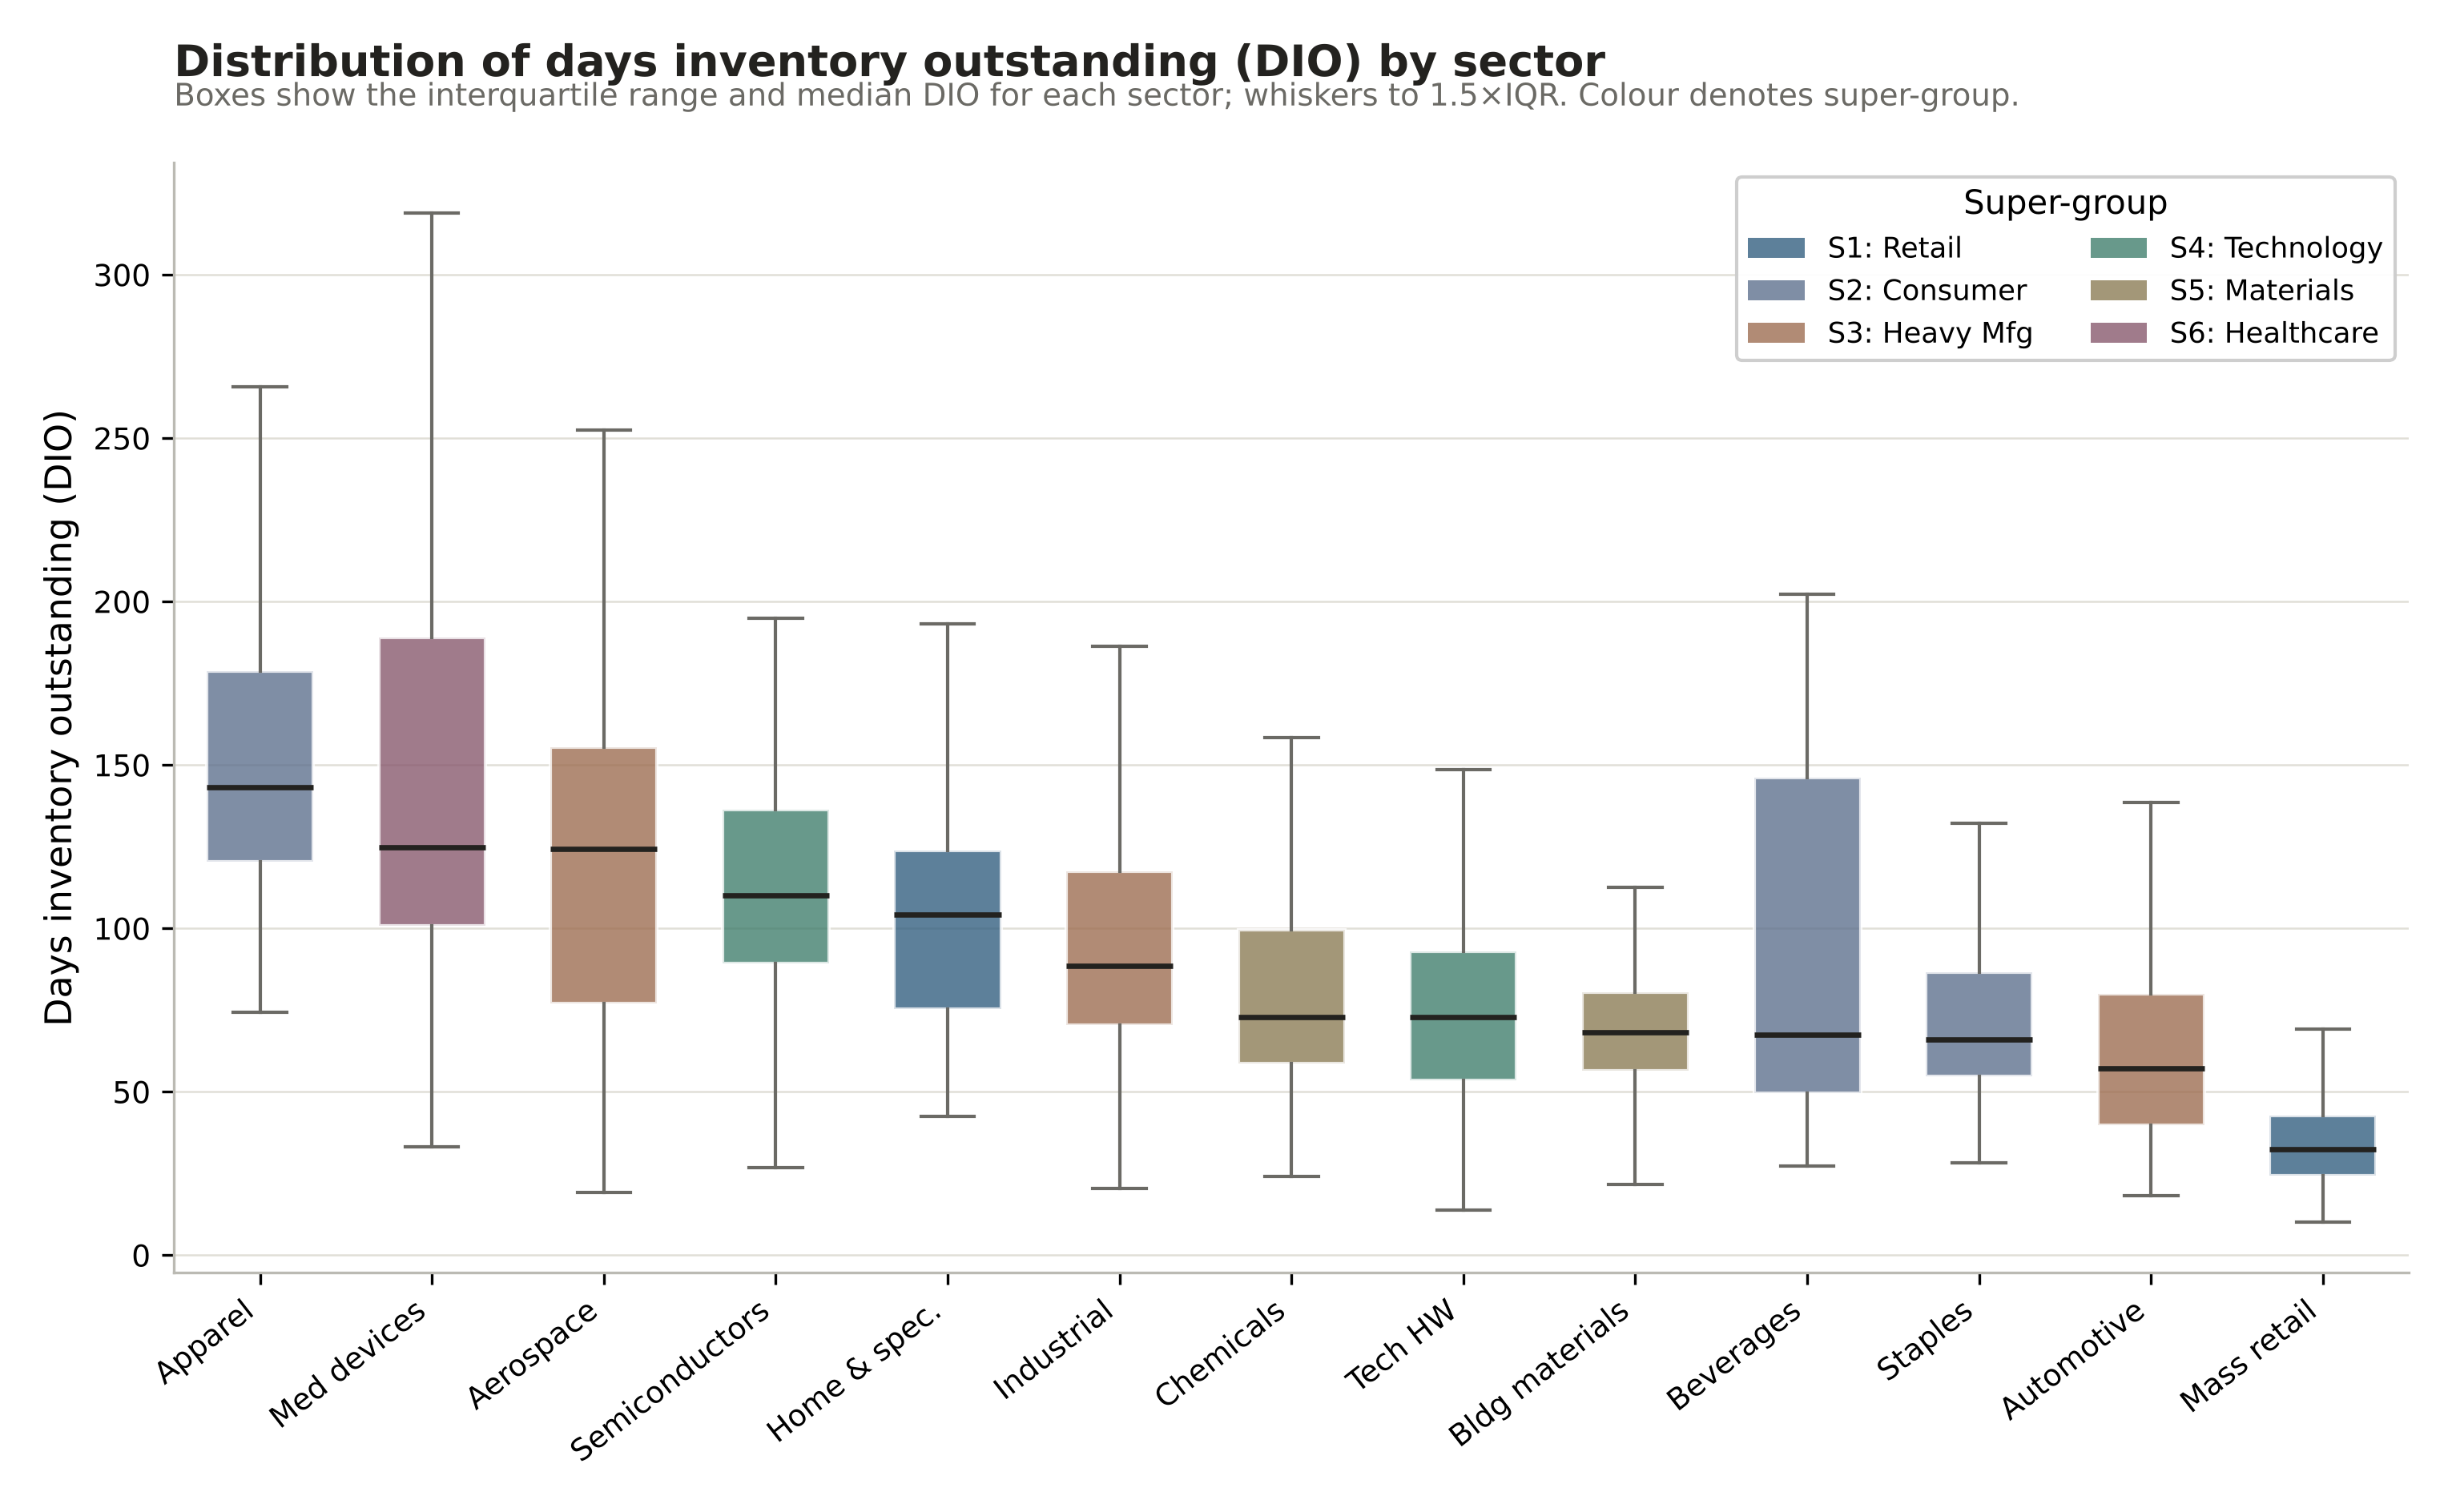 Distribution of days inventory outstanding (DIO) by sector
Boxes show the interquartile range and median DIO for each sector; whiskers to 1.5×IQR. Colour denotes super-group.
Super-group
S1: Retail
S2: Consumer
S3: Heavy Mfg
S4: Technology
S5: Materials
S6: Healthcare
Days inventory outstanding (DIO)
300
250
200
150
100
50
0
Apparel
Med devices
Aerospace
Semiconductors
Home & spec.
Industrial
Chemicals
Tech HW
Bldg materials
Beverages
Staples
Automotive
Mass retail